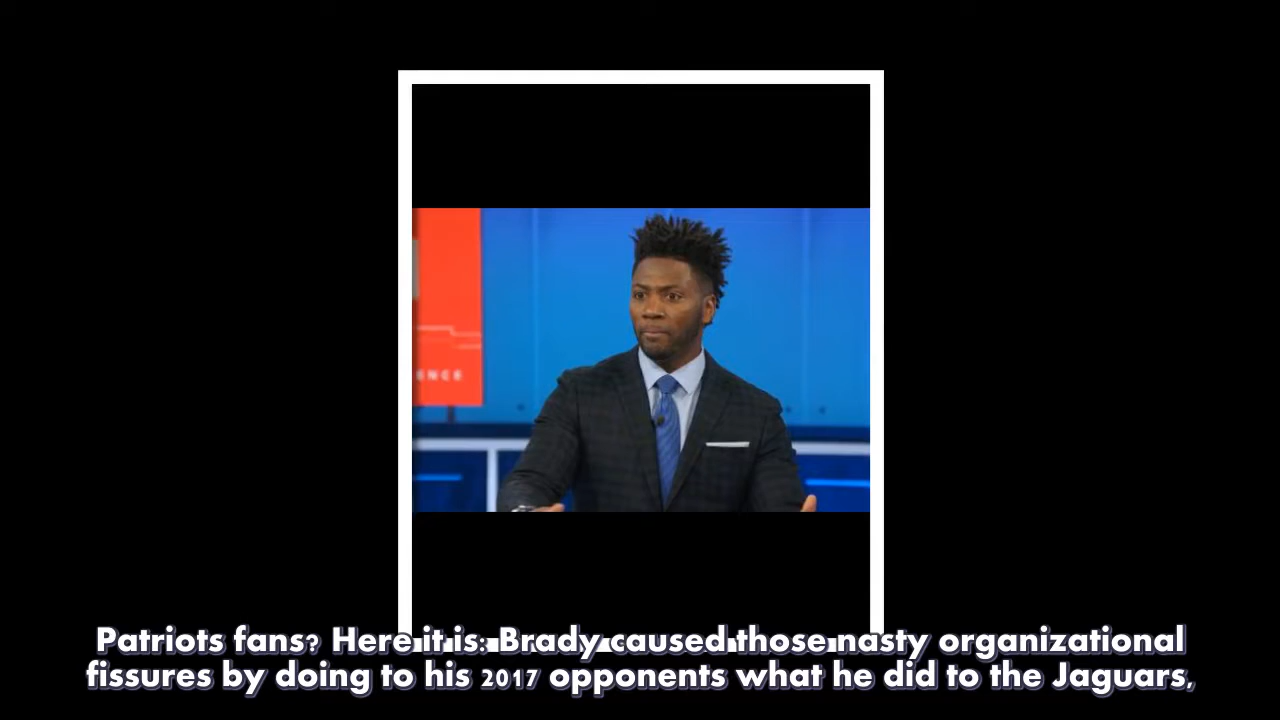 ENCE
Patriots fans? Here it is: Brady caused those nasty organizational
fissures by doing to his 2017 opponents what he did to the Jaguars,